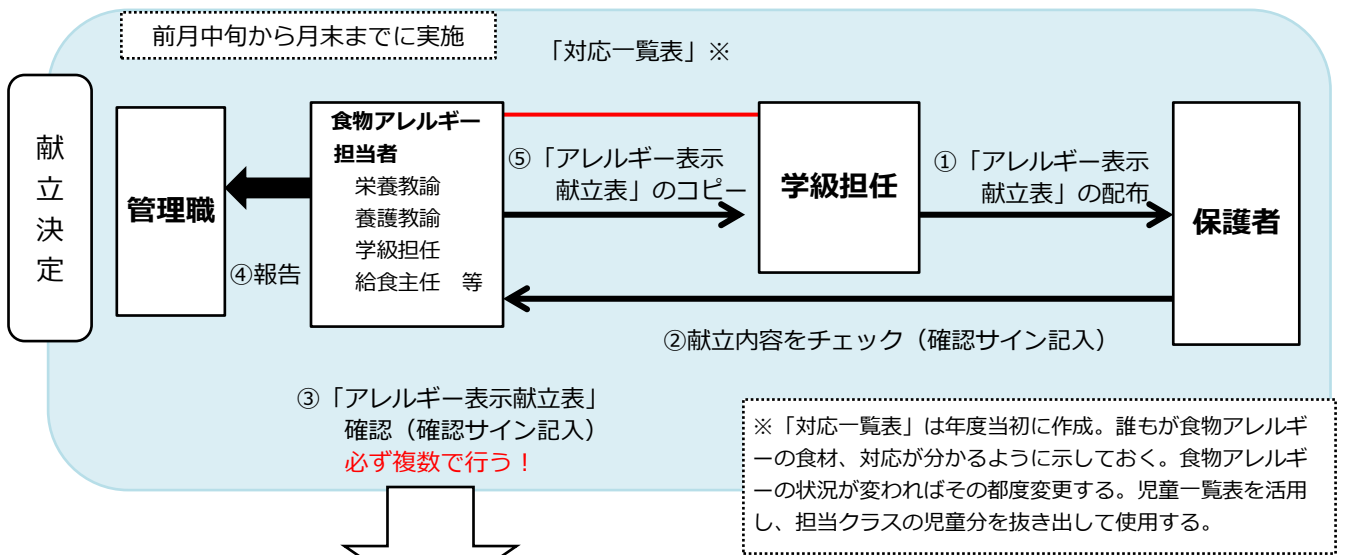 前月中旬から月末までに実施
「対応一覧表」※
献立決定
管理職
食物アレルギー
担当者
栄養教諭
養護教諭
学級担任
給食主任　等
④報告
⑤「アレルギー表示
献立表」のコピー
学級担任
①「アレルギー表示
献立表」の配布
保護者
②献立内容をチェック（確認サイン記入）
③「アレルギー表示献立表」
確認（確認サイン記入）
必ず複数で行う！
※「対応一覧表」は年度当初に作成。誰もが食物アレルギ
ーの食材、対応が分かるように示しておく。食物アレルギ
ーの状況が変わればその都度変更する。児童一覧表を活用
し、担当クラスの児童分を抜き出して使用する。